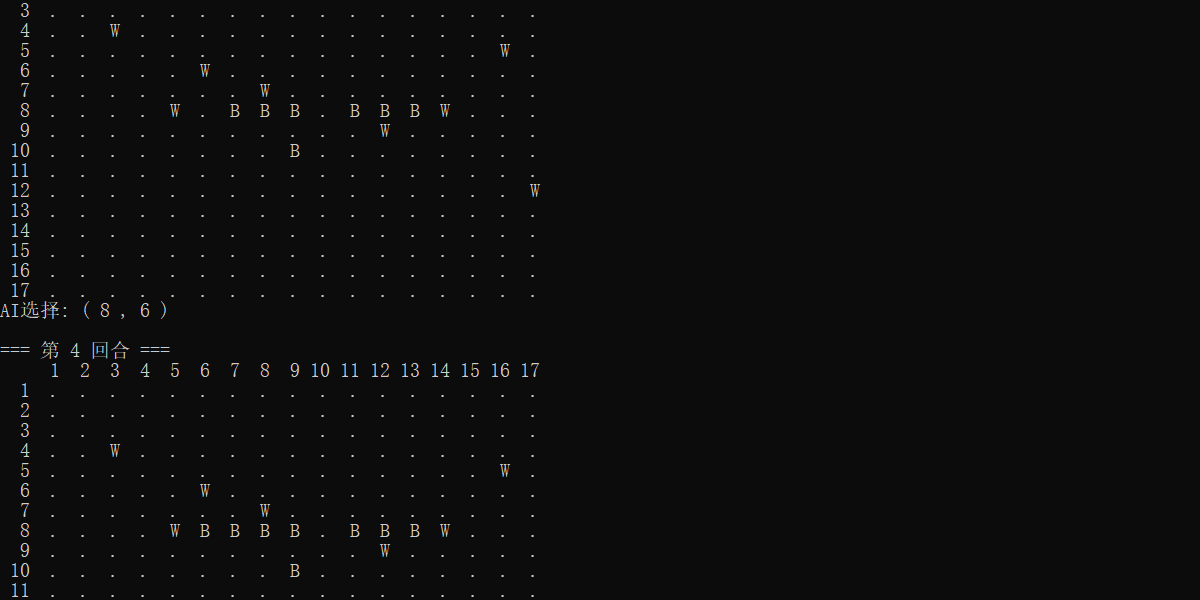 3 . . . . . . . . . . . . . . . . .
4 . . W . . . . . . . . . . . . . .
5 . . . . . . . . . . . . . . . W .
6 . . . . . W . . . . . . . . . . .
7 . . . . . . . W . . . . . . . . .
8 . . . . W . B B B . B B B W . . .
9 . . . . . . . . . . . W . . . . .
10 . . . . . . . . B . . . . . . . .
11 . . . . . . . . . . . . . . . . .
12 . . . . . . . . . . . . . . . . W
13 . . . . . . . . . . . . . . . . .
14 . . . . . . . . . . . . . . . . .
15 . . . . . . . . . . . . . . . . .
16 . . . . . . . . . . . . . . . . .
17 . . . . . . . . . . . . . . . . .
AI选择: ( 8 , 6 )
=== 第 4 回合 ===
1 2 3 4 5 6 7 8 9 10 11 12 13 14 15 16 17
1 . . . . . . . . . . . . . . . . .
2 . . . . . . . . . . . . . . . . .
3 . . . . . . . . . . . . . . . . .
4 . . W . . . . . . . . . . . . . .
5 . . . . . . . . . . . . . . . W .
6 . . . . . W . . . . . . . . . . .
7 . . . . . . . W . . . . . . . . .
8 . . . . W B B B B . B B B W . . .
9 . . . . . . . . . . . W . . . . .
10 . . . . . . . . B . . . . . . . .
11 . . . . . . . . . . . . . . . . .